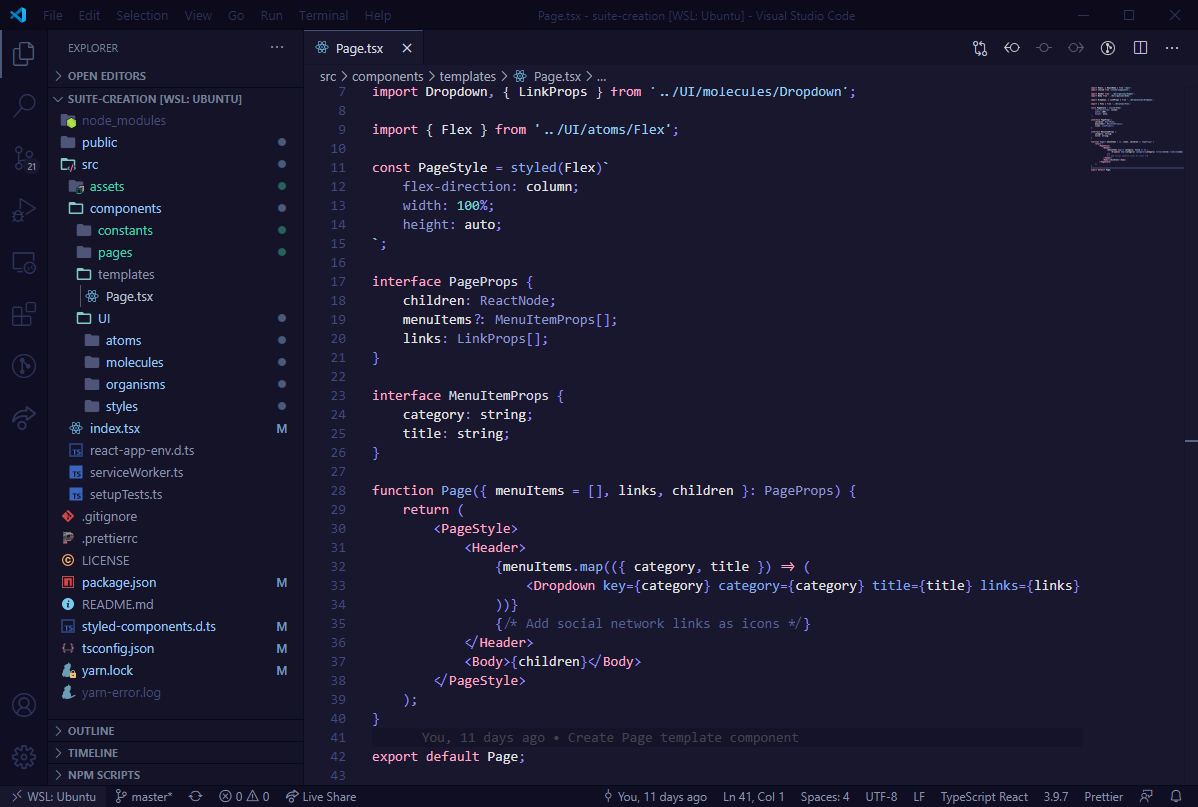 File Edit Selection View Go Run Terminal Help
Page.tsx - suite-creation [WSL: Ubuntu] - Visual Studio Code
EXPLORER
OPEN EDITORS
SUITE-CREATION [WSL: UBUNTU]
node_modules
public
src
assets
components
constants
pages
templates
Page.tsx
UI
atoms
molecules
organisms
styles
index.tsx M
react-app-env.d.ts
serviceWorker.ts
setupTests.ts
.gitignore
.prettierrc
LICENSE
package.json M
README.md
styled-components.d.ts M
tsconfig.json M
yarn.lock M
yarn-error.log
OUTLINE
TIMELINE
NPM SCRIPTS
21
Page.tsx
src > components > templates > Page.tsx > ...
7 import Dropdown, { LinkProps } from '../UI/molecules/Dropdown';
8
9 import { Flex } from '../UI/atoms/Flex';
10
11 const PageStyle = styled(Flex)`
12 flex-direction: column;
13 width: 100%;
14 height: auto;
15 `;
16
17 interface PageProps {
18 children: ReactNode;
19 menuItems?: MenuItemProps[];
20 links: LinkProps[];
21 }
22
23 interface MenuItemProps {
24 category: string;
25 title: string;
26 }
27
28 function Page({ menuItems = [], links, children }: PageProps) {
29 return (
30 <PageStyle>
31 <Header>
32 {menuItems.map(({ category, title }) => (
33 <Dropdown key={category} category={category} title={title} links={links}
34 ))}
35 {/* Add social network links as icons */}
36 </Header>
37 <Body>{children}</Body>
38 </PageStyle>
39 );
40 }
41 You, 11 days ago • Create Page template component
42 export default Page;
43
WSL: Ubuntu master* 0 0 Live Share You, 11 days ago Ln 41, Col 1 Spaces: 4 UTF-8 LF TypeScript React 3.9.7 Prettier